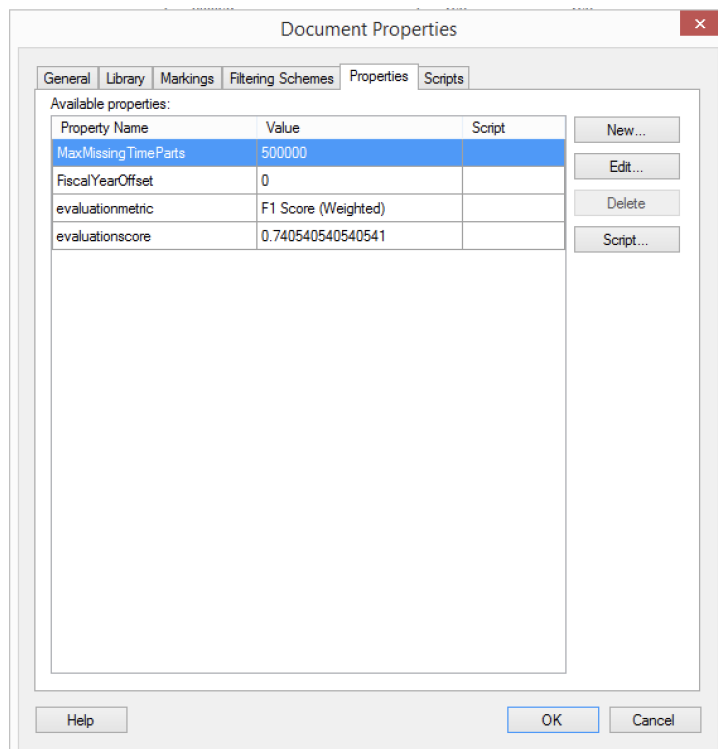 Document Properties
General Library Markings Filtering Schemes Properties Scripts
Available properties:
Property Name Value Script
MaxMissingTimeParts 500000
FiscalYearOffset 0
evaluationmetric F1 Score (Weighted)
evaluationscore 0.740540540540541
New...
Edit...
Delete
Script...
Help OK Cancel